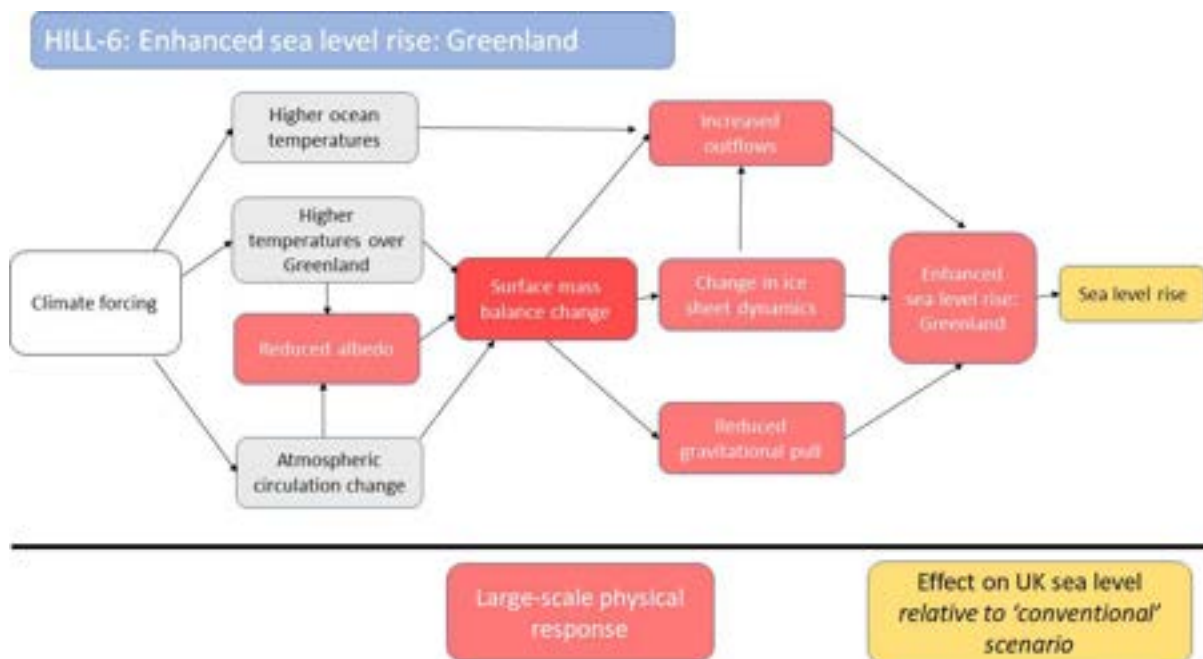 HILL-6: Enhanced sea level rise: Greenland
Higher ocean
temperatures
Increased
outflows
Higher
temperatures over
Greenland
Climate forcing
Surface mass
balance change
Change in ice
sheet dynamics
Enhanced
sea level rise:
Greenland
Sea level rise
Reduced albedo
Reduced
gravitational pull
Atmospheric
circulation change
Large-scale physical
response
Effect on UK sea level
relative to ‘conventional’
scenario